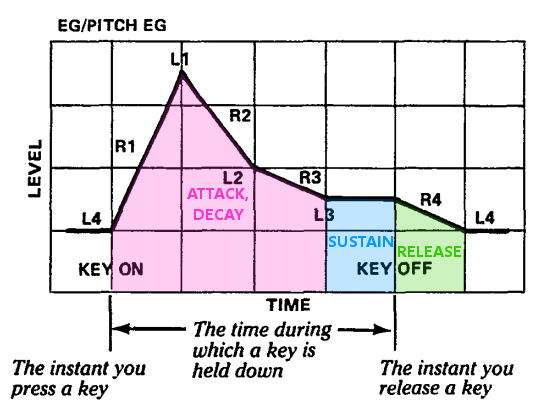 EG/PITCH EG
L1
R2
R1
L2
R3
ATTACK,
DECAY
L3
R4
L4
L4
LEVEL
SUSTAIN
RELEASE
KEY ON
KEY OFF
TIME
The time during
which a key is
held down
The instant you
press a key
The instant you
release a key